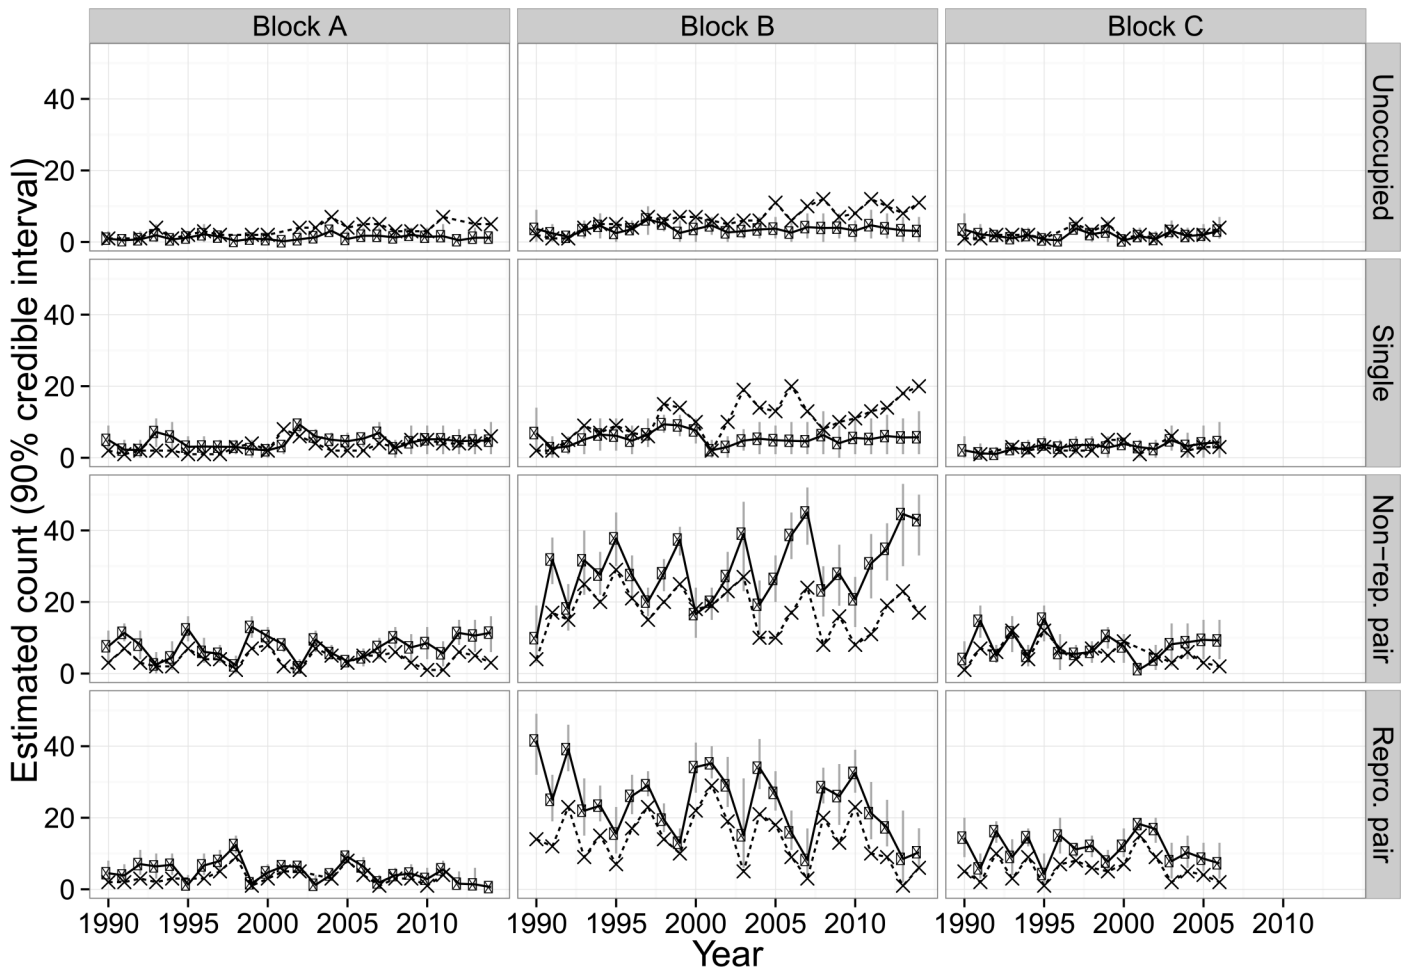 Block A
Block B
Block C
Estimated count (90% credible interval)
40
20
0
Unoccupied
40
20
0
Single
40
20
0
Non−rep. pair
40
20
0
Repro. pair
1990 1995 2000 2005 2010
1990 1995 2000 2005 2010
1990 1995 2000 2005 2010
Year